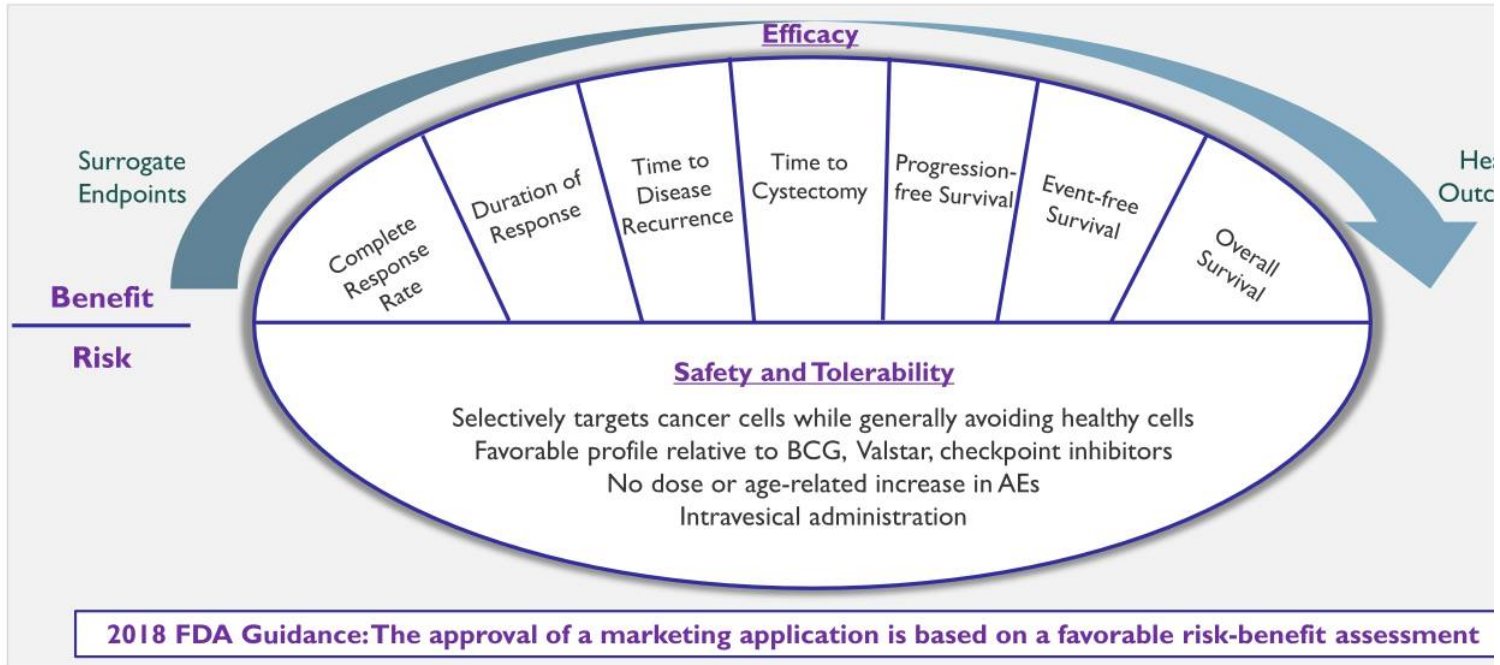 Efficacy
Surrogate
Endpoints
Complete
Response
Rate
Duration of
Response
Time to
Disease
Recurrence
Time to
Cystectomy
Progression-
free Survival
Event-free
Survival
Overall
Survival
Benefit
Risk
Safety and Tolerability
Selectively targets cancer cells while generally avoiding healthy cells
Favorable profile relative to BCG, Valstar, checkpoint inhibitors
No dose or age-related increase in AEs
Intravesical administration
2018 FDA Guidance: The approval of a marketing application is based on a favorable risk-benefit assessment